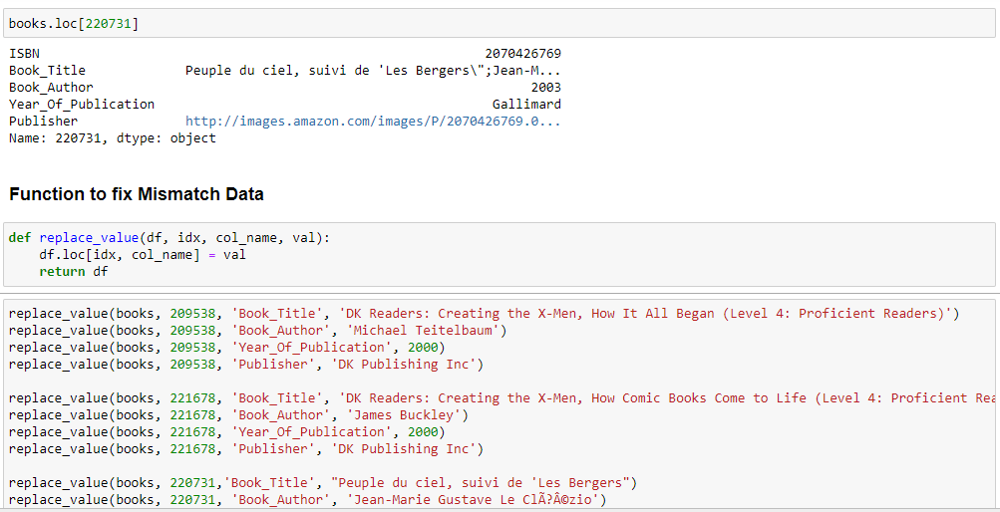 books.loc[220731]
ISBN 2070426769
Book_Title Peuple du ciel, suivi de 'Les Bergers\";Jean-M...
Book_Author 2003
Year_Of_Publication Gallimard
Publisher http://images.amazon.com/images/P/2070426769.0...
Name: 220731, dtype: object
Function to fix Mismatch Data
def replace_value(df, idx, col_name, val):
    df.loc[idx, col_name] = val
    return df
replace_value(books, 209538, 'Book_Title', 'DK Readers: Creating the X-Men, How It All Began (Level 4: Proficient Readers)')
replace_value(books, 209538, 'Book_Author', 'Michael Teitelbaum')
replace_value(books, 209538, 'Year_Of_Publication', 2000)
replace_value(books, 209538, 'Publisher', 'DK Publishing Inc')
replace_value(books, 221678, 'Book_Title', 'DK Readers: Creating the X-Men, How Comic Books Come to Life (Level 4: Proficient Rea
replace_value(books, 221678, 'Book_Author', 'James Buckley')
replace_value(books, 221678, 'Year_Of_Publication', 2000)
replace_value(books, 221678, 'Publisher', 'DK Publishing Inc')
replace_value(books, 220731,'Book_Title', "Peuple du ciel, suivi de 'Les Bergers")
replace_value(books, 220731, 'Book_Author', 'Jean-Marie Gustave Le ClÃ?Â©zio')